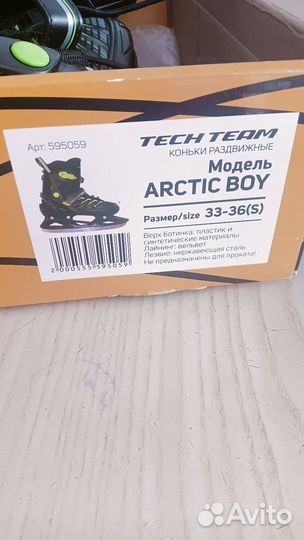 Арт: 595059
TECH TEAM
КОНЬКИ РАЗДВИЖНЫЕ
Модель
ARCTIC BOY
Размер/size 33-36(S)
Верх ботинка: пластик и
синтетические материалы
Лайнинг: вельвет
Лезвие: нержавеющая сталь
Не предназначены для проката!
2000555595059
Avito